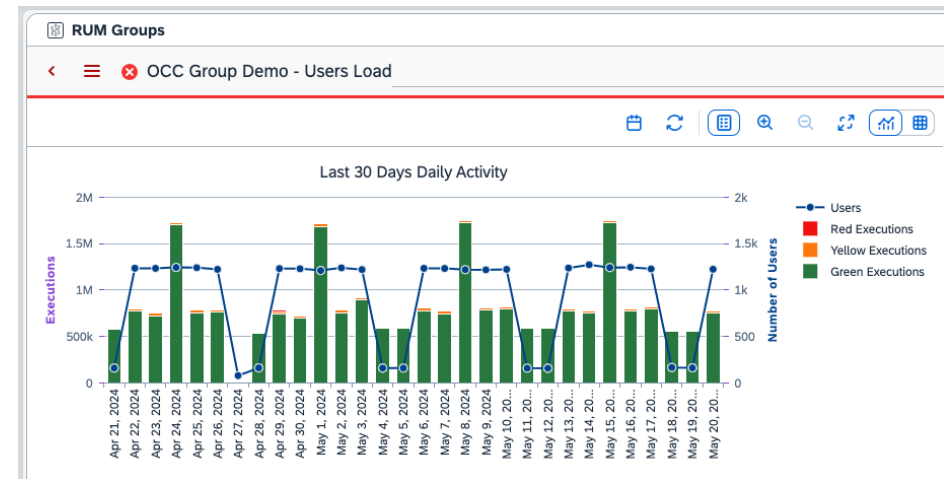 RUM Groups
OCC Group Demo - Users Load
Last 30 Days Daily Activity
2M
1.5M
1M
500k
0
Executions
2k
1.5k
1k
500
0
Number of Users
Users
Red Executions
Yellow Executions
Green Executions
Apr 21, 2024
Apr 22, 2024
Apr 23, 2024
Apr 24, 2024
Apr 25, 2024
Apr 26, 2024
Apr 27, 2024
Apr 28, 2024
Apr 29, 2024
Apr 30, 2024
May 1, 2024
May 2, 2024
May 3, 2024
May 4, 2024
May 5, 2024
May 6, 2024
May 7, 2024
May 8, 2024
May 9, 2024
May 10, 20...
May 11, 20...
May 12, 20...
May 13, 20...
May 14, 20...
May 15, 20...
May 16, 20...
May 17, 20...
May 18, 20...
May 19, 20...
May 20, 20...